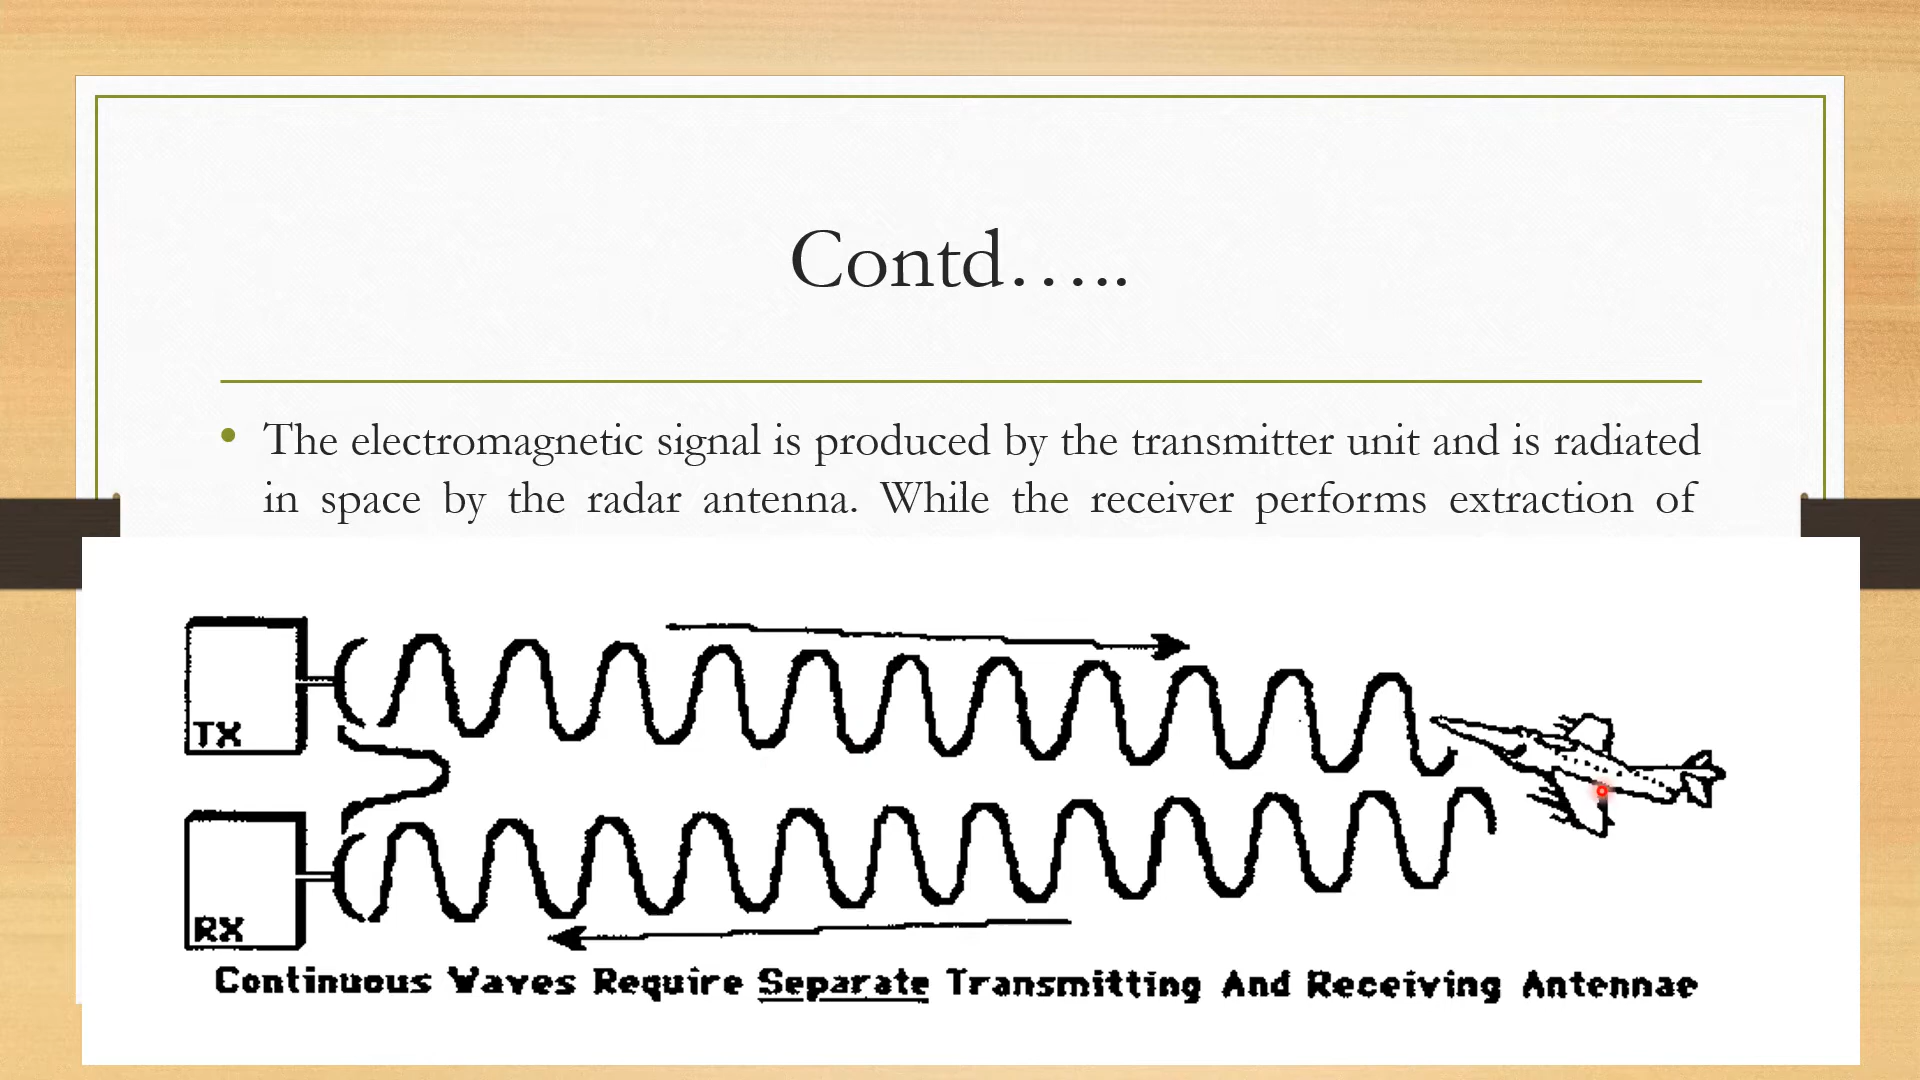 Contd…..
• The electromagnetic signal is produced by the transmitter unit and is radiated
in space by the radar antenna. While the receiver performs extraction of
TX
RX
Continuous Waves Require Separate Transmitting And Receiving Antennae